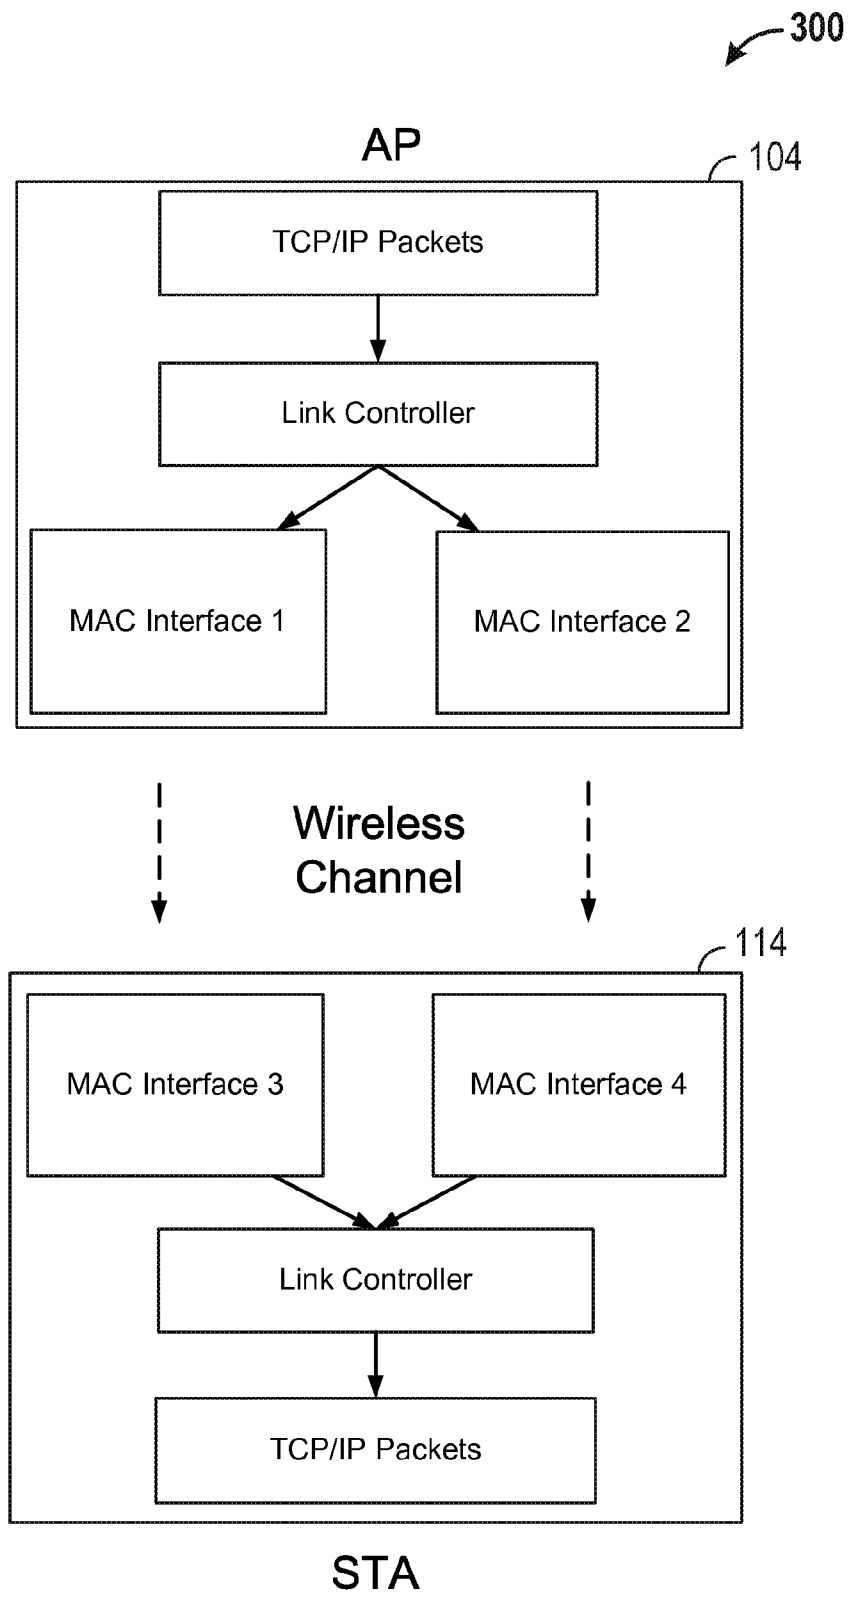 300
AP
104
TCP/IP Packets
Link Controller
MAC Interface 1
MAC Interface 2
Wireless
Channel
114
MAC Interface 3
MAC Interface 4
Link Controller
TCP/IP Packets
STA